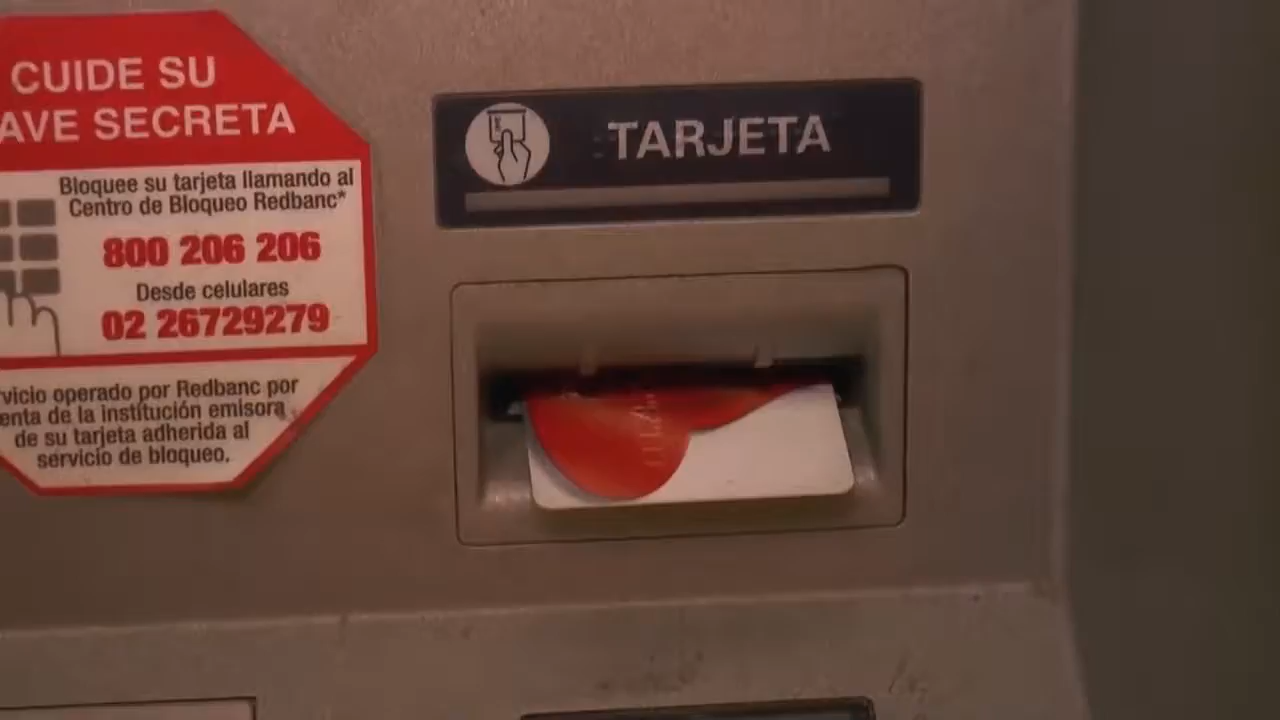 CUIDE SU
AVE SECRETA
Bloquee su tarjeta llamando al
Centro de Bloqueo Redbanc*
800 206 206
Desde celulares
02 26729279
vicio operado por Redbanc por
enta de la institución emisora
de su tarjeta adherida al
servicio de bloqueo.
TARJETA